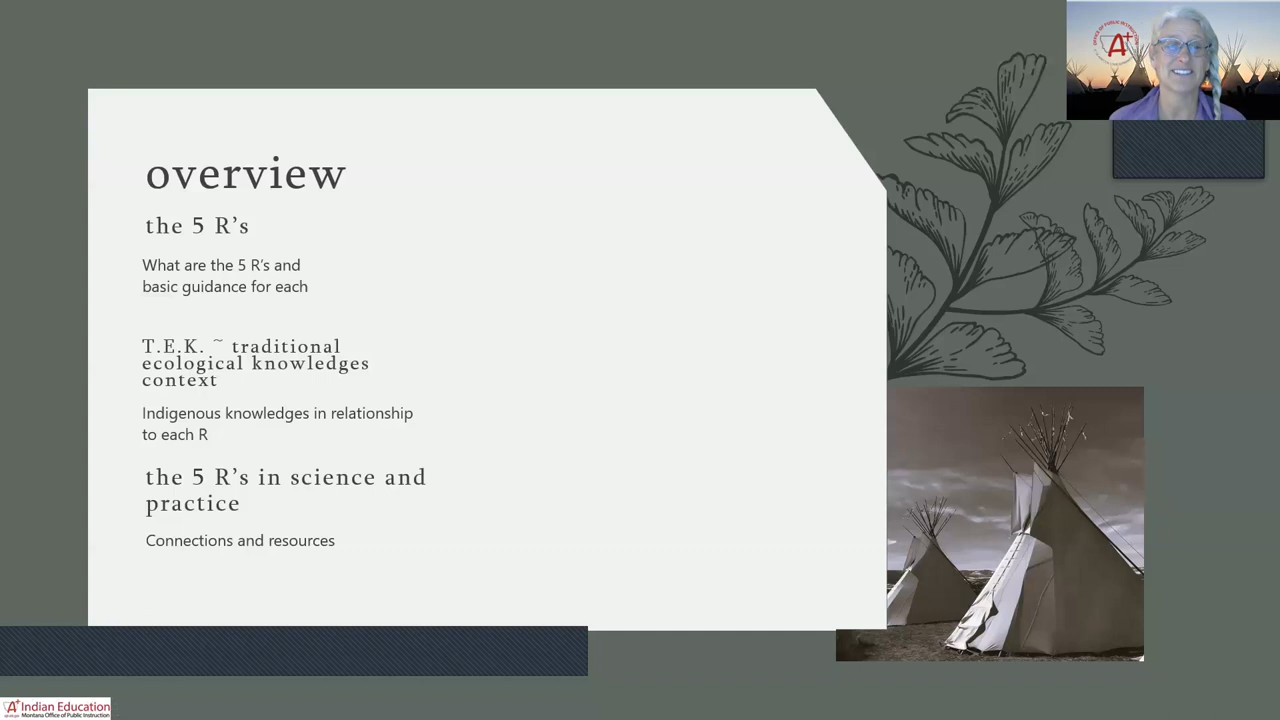 overview
the 5 R's
What are the 5 R's and
basic guidance for each
T.E.K. ~ traditional
ecological knowledges
context
Indigenous knowledges in relationship
to each R
the 5 R's in science and
practice
Connections and resources
A+
Indian Education
Montana Office of Public Instruction